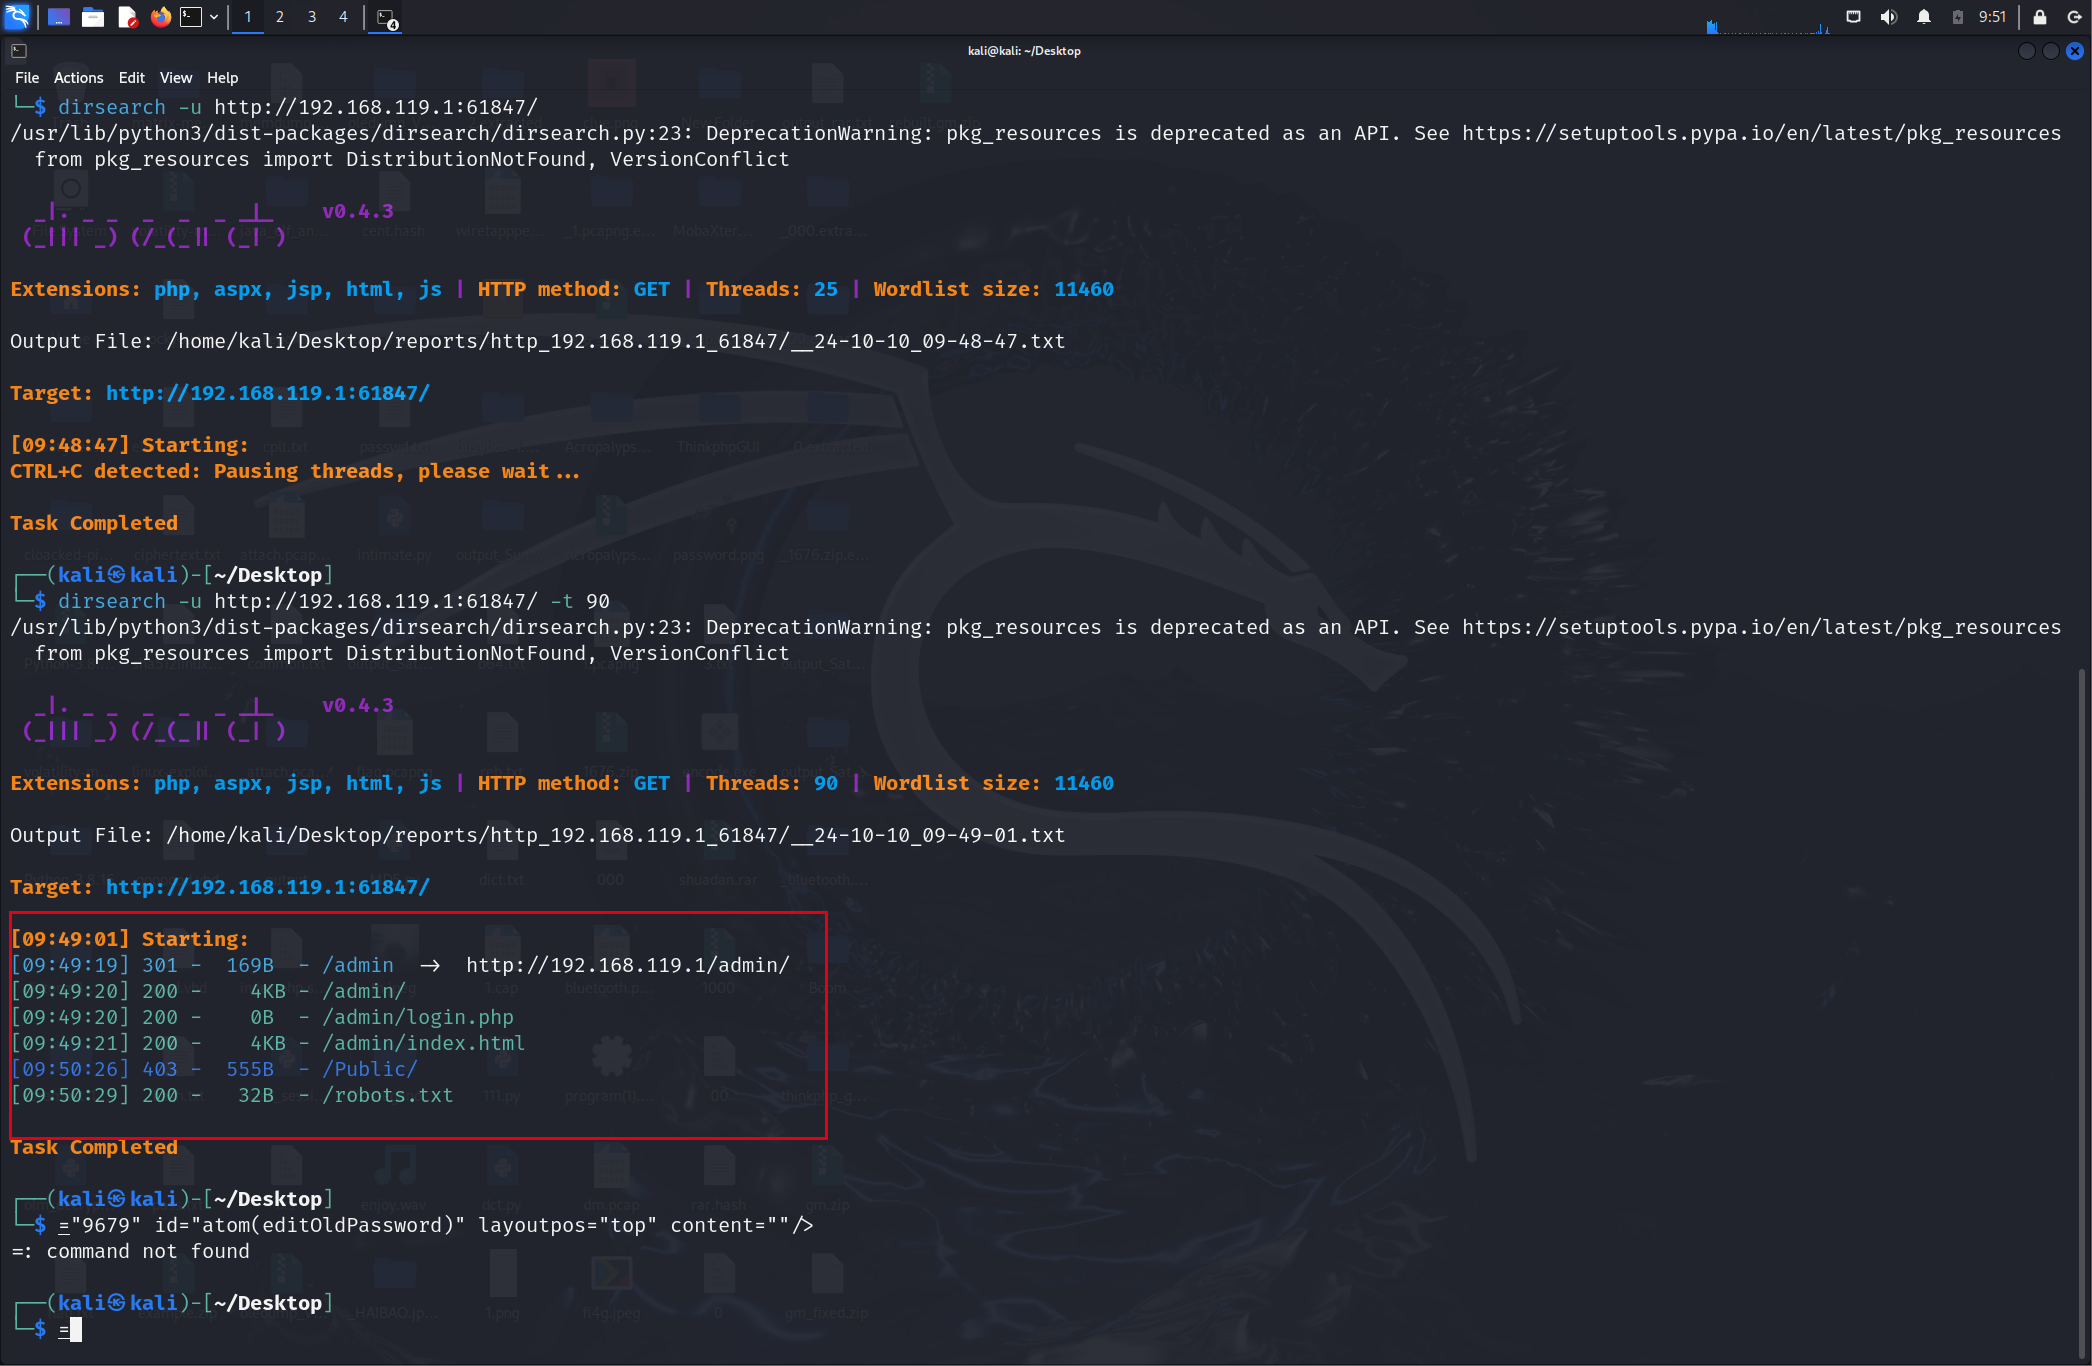 1 2 3 4 4 9:51
kali@kali: ~/Desktop
File Actions Edit View Help
└─$ dirsearch -u http://192.168.119.1:61847/
/usr/lib/python3/dist-packages/dirsearch/dirsearch.py:23: DeprecationWarning: pkg_resources is deprecated as an API. See https://setuptools.pypa.io/en/latest/pkg_resources
from pkg_resources import DistributionNotFound, VersionConflict
_|. _ _  _  _  _ _|_    v0.4.3
(_||| _) (/_(_|| (_| )
Extensions: php, aspx, jsp, html, js | HTTP method: GET | Threads: 25 | Wordlist size: 11460
Output File: /home/kali/Desktop/reports/http_192.168.119.1_61847/__24-10-10_09-48-47.txt
Target: http://192.168.119.1:61847/
[09:48:47] Starting:
CTRL+C detected: Pausing threads, please wait...
Task Completed
┌──(kali㉿kali)-[~/Desktop]
└─$ dirsearch -u http://192.168.119.1:61847/ -t 90
/usr/lib/python3/dist-packages/dirsearch/dirsearch.py:23: DeprecationWarning: pkg_resources is deprecated as an API. See https://setuptools.pypa.io/en/latest/pkg_resources
from pkg_resources import DistributionNotFound, VersionConflict
_|. _ _  _  _  _ _|_    v0.4.3
(_||| _) (/_(_|| (_| )
Extensions: php, aspx, jsp, html, js | HTTP method: GET | Threads: 90 | Wordlist size: 11460
Output File: /home/kali/Desktop/reports/http_192.168.119.1_61847/__24-10-10_09-49-01.txt
Target: http://192.168.119.1:61847/
[09:49:01] Starting:
[09:49:19] 301 -  169B  - /admin  ->  http://192.168.119.1/admin/
[09:49:20] 200 -    4KB - /admin/
[09:49:20] 200 -    0B  - /admin/login.php
[09:49:21] 200 -    4KB - /admin/index.html
[09:50:26] 403 -  555B  - /Public/
[09:50:29] 200 -   32B  - /robots.txt
Task Completed
┌──(kali㉿kali)-[~/Desktop]
└─$ ="9679" id="atom(editOldPassword)" layoutpos="top" content=""/>
=: command not found
┌──(kali㉿kali)-[~/Desktop]
└─$ =